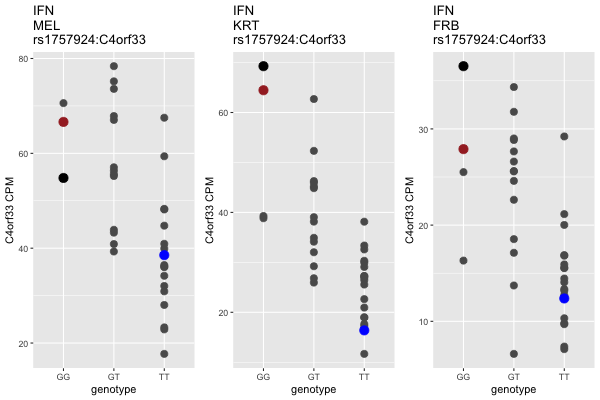 IFN
MEL
rs1757924:C4orf33
C4orf33 CPM
80
60
40
20
GG GT TT
genotype
IFN
KRT
rs1757924:C4orf33
C4orf33 CPM
60
40
20
GG GT TT
genotype
IFN
FRB
rs1757924:C4orf33
C4orf33 CPM
30
20
10
GG GT TT
genotype